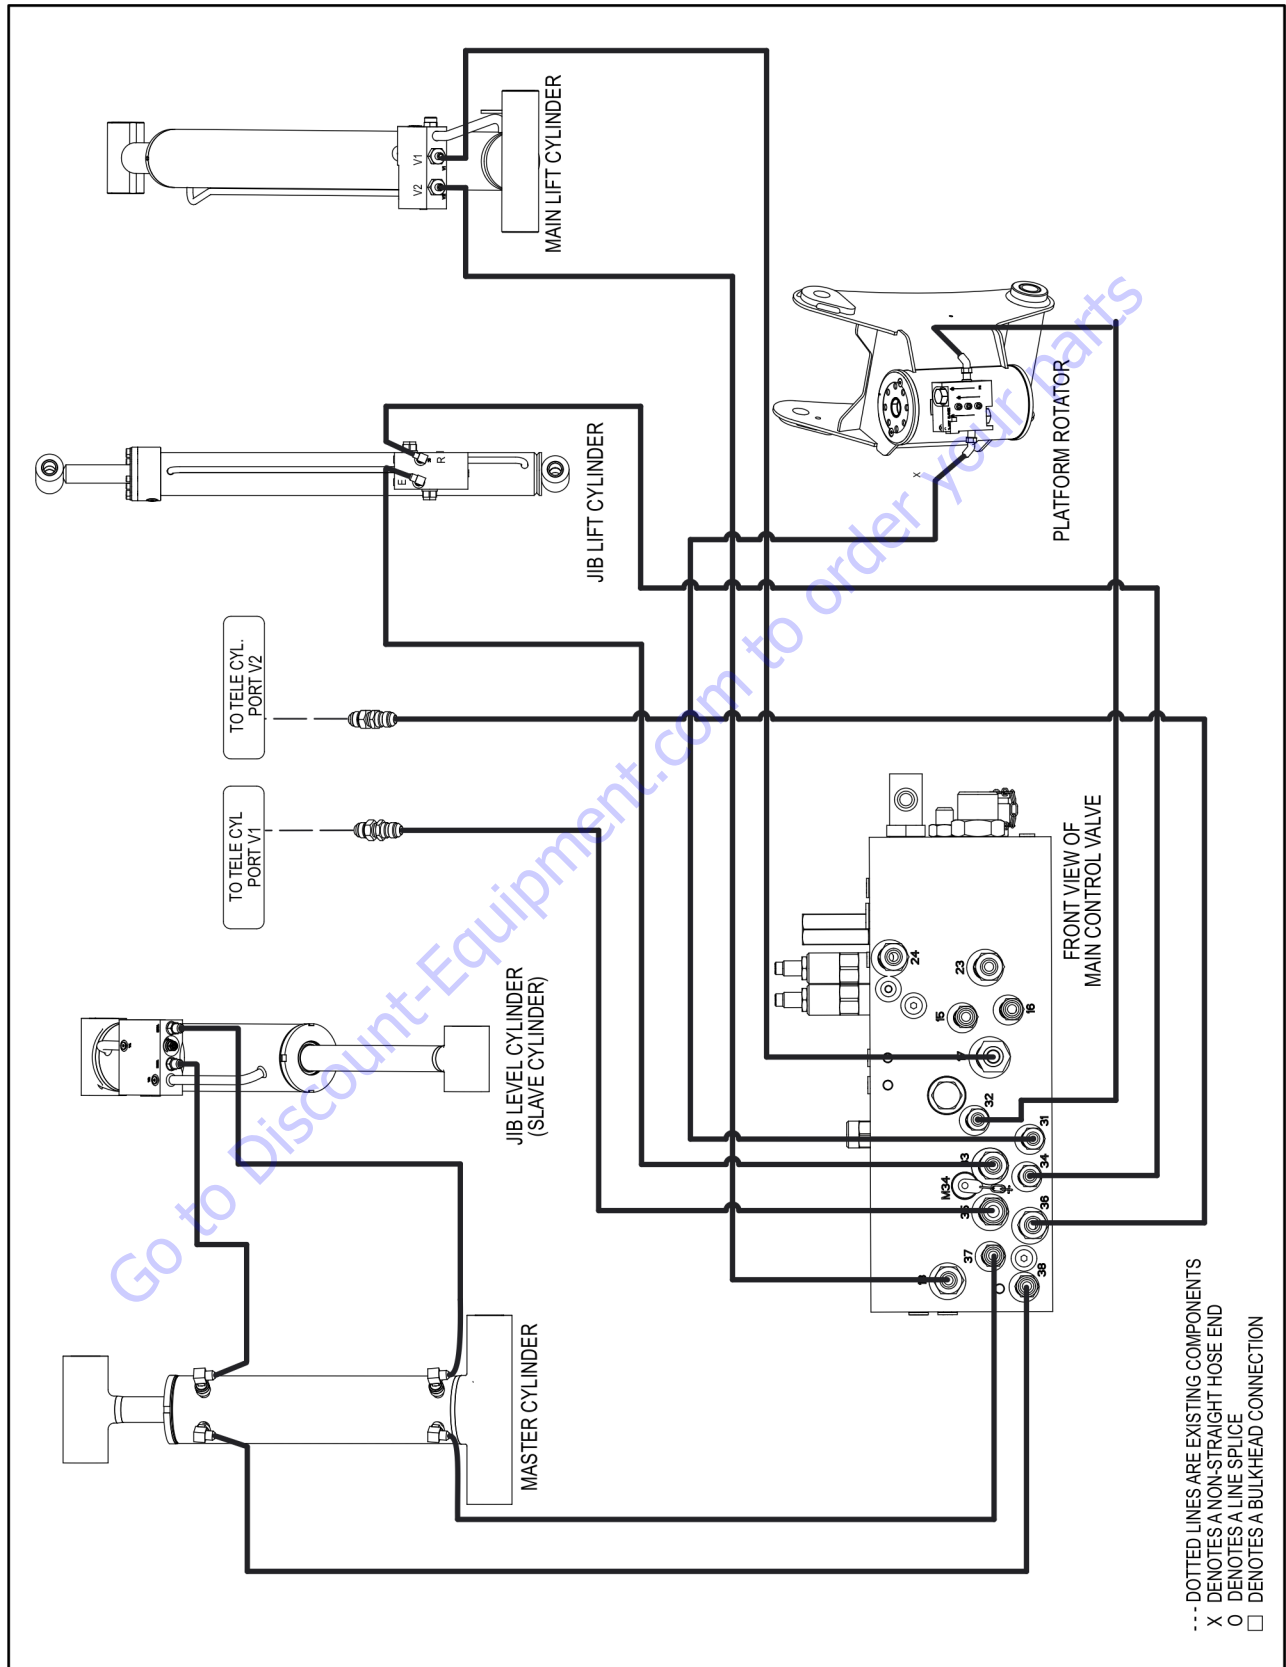 MAIN LIFT CYLINDER
V1
V2
JIB LIFT CYLINDER
E
R
PLATFORM ROTATOR
X
TO TELE CYL.
PORT V2
TO TELE CYL
PORT V1
JIB LEVEL CYLINDER
(SLAVE CYLINDER)
MASTER CYLINDER
FRONT VIEW OF
MAIN CONTROL VALVE
24
23
15
16
32
31
33
34
M34
35
36
37
38
- - - DOTTED LINES ARE EXISTING COMPONENTS
X DENOTES A NON-STRAIGHT HOSE END
O DENOTES A LINE SPLICE
□ DENOTES A BULKHEAD CONNECTION
Go to Discount-Equipment.com to order your parts